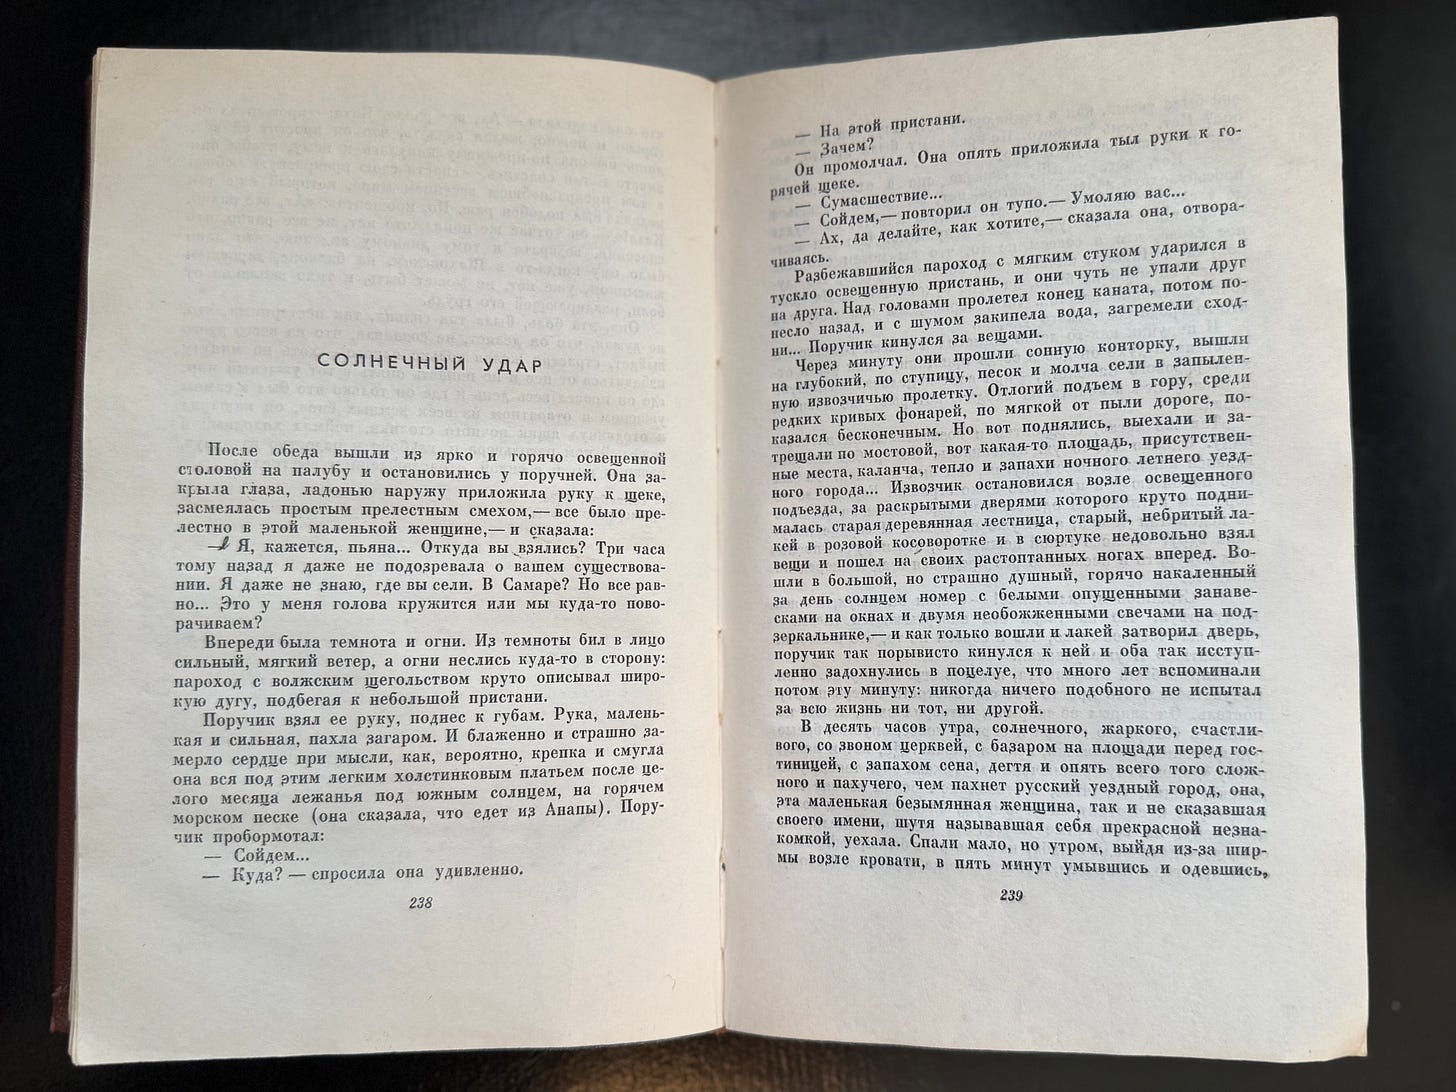 СОЛНЕЧНЫЙ УДАР
После обеда вышли из ярко и горячо освещенной
столовой на палубу и остановились у поручней. Она за-
крыла глаза, ладонью наружу приложила руку к щеке,
засмеялась простым прелестным смехом,— все было пре-
лестно в этой маленькой женщине,— и сказала:
— Я, кажется, пьяна... Откуда вы взялись? Три часа
тому назад я даже не подозревала о вашем существова-
нии. Я даже не знаю, где вы сели. В Самаре? Но все рав-
но... Это у меня голова кружится или мы куда-то пово-
рачиваем?
Впереди была темнота и огни. Из темноты бил в лицо
сильный, мягкий ветер, а огни неслись куда-то в сторону:
пароход с волжским щегольством круто описывал широ-
кую дугу, подбегая к небольшой пристани.
Поручик взял ее руку, поднес к губам. Рука, малень-
кая и сильная, пахла загаром. И блаженно и страшно за-
мерло сердце при мысли, как, вероятно, крепка и смугла
она вся под этим легким холстинковым платьем после це-
лого месяца лежанья под южным солнцем, на горячем
морском песке (она сказала, что едет из Анапы). Пору-
чик пробормотал:
— Сойдем...
— Куда? — спросила она удивленно.
238
— На этой пристани.
— Зачем?
Он промолчал. Она опять приложила тыл руки к го-
рячей щеке.
— Сумасшествие...
— Сойдем,— повторил он тупо.— Умоляю вас...
— Ах, да делайте, как хотите,— сказала она, отвора-
чиваясь.
Разбежавшийся пароход с мягким стуком ударился в
тускло освещенную пристань, и они чуть не упали друг
на друга. Над головами пролетел конец каната, потом по-
несло назад, и с шумом закипела вода, загремели сход-
ни... Поручик кинулся за вещами.
Через минуту они прошли сонную конторку, вышли
на глубокий, по ступицу, песок и молча сели в запылен-
ную извозчичью пролетку. Отлогий подъем в гору, среди
редких кривых фонарей, по мягкой от пыли дороге, по-
казался бесконечным. Но вот поднялись, выехали и за-
трещали по мостовой, вот какая-то площадь, присутствен-
ные места, каланча, тепло и запахи ночного летнего уезд-
ного города... Извозчик остановился возле освещенного
подъезда, за раскрытыми дверями которого круто подни-
малась старая деревянная лестница, старый, небритый ла-
кей в розовой косоворотке и в сюртуке недовольно взял
вещи и пошел на своих растоптанных ногах вперед. Во-
шли в большой, но страшно душный, горячо накаленный
за день солнцем номер с белыми опущенными занаве-
сками на окнах и двумя необожженными свечами на под-
зеркальнике,— и как только вошли и лакей затворил дверь,
поручик так порывисто кинулся к ней и оба так исступ-
ленно задохнулись в поцелуе, что много лет вспоминали
потом эту минуту: никогда ничего подобного не испытал
за всю жизнь ни тот, ни другой.
В десять часов утра, солнечного, жаркого, счастли-
вого, со звоном церквей, с базаром на площади перед гос-
тиницей, с запахом сена, дегтя и опять всего того слож-
ного и пахучего, чем пахнет русский уездный город, она,
эта маленькая безымянная женщина, так и не сказавшая
своего имени, шутя называвшая себя прекрасной незна-
комкой, уехала. Спали мало, но утром, выйдя из-за шир-
мы возле кровати, в пять минут умывшись и одевшись,
239